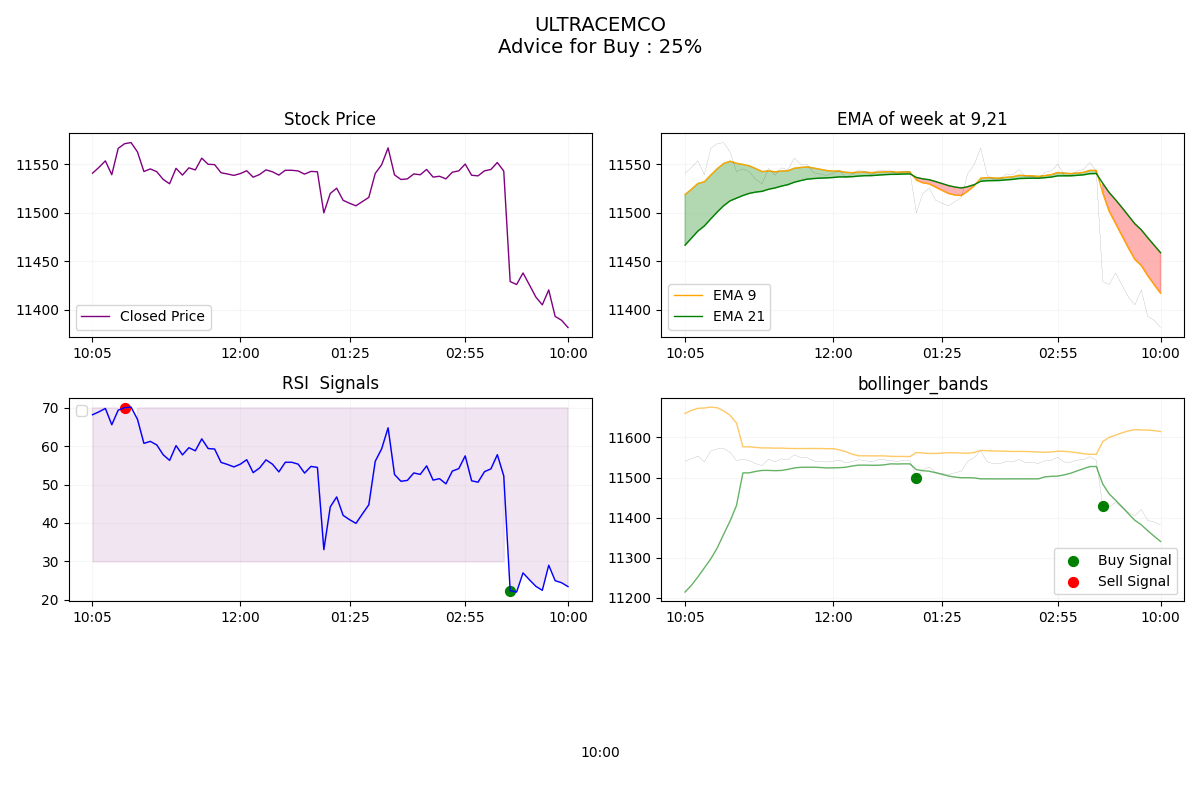 ULTRACEMCO
Advice for Buy : 25%
Stock Price
11550
11500
11450
11400
Closed Price
10:05 12:00 01:25 02:55 10:00
EMA of week at 9,21
11550
11500
11450
11400
EMA 9
EMA 21
10:05 12:00 01:25 02:55 10:00
RSI  Signals
70
60
50
40
30
20
10:05 12:00 01:25 02:55 10:00
bollinger_bands
11600
11500
11400
11300
11200
Buy Signal
Sell Signal
10:05 12:00 01:25 02:55 10:00
10:00